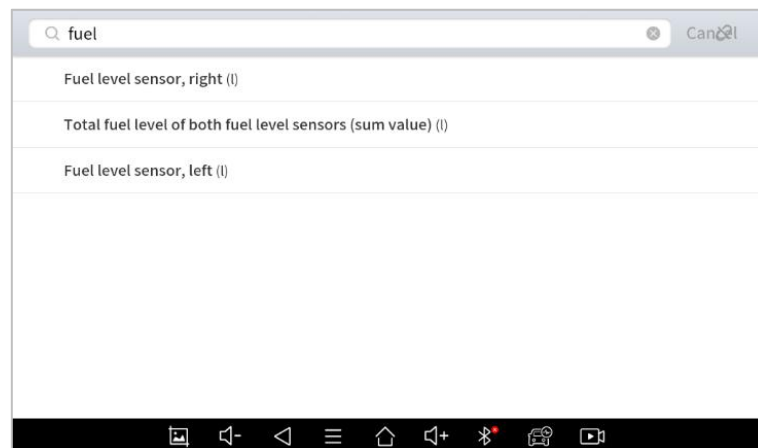 fuel
Cancel
Fuel level sensor, right (l)
Total fuel level of both fuel level sensors (sum value) (l)
Fuel level sensor, left (l)